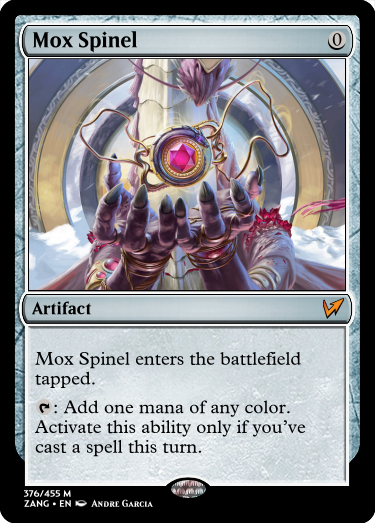 Mox Spinel 0
Artifact
Mox Spinel enters the battlefield
tapped.
: Add one mana of any color.
Activate this ability only if you've
cast a spell this turn.
376/455 M
ZANG • EN Andre Garcia